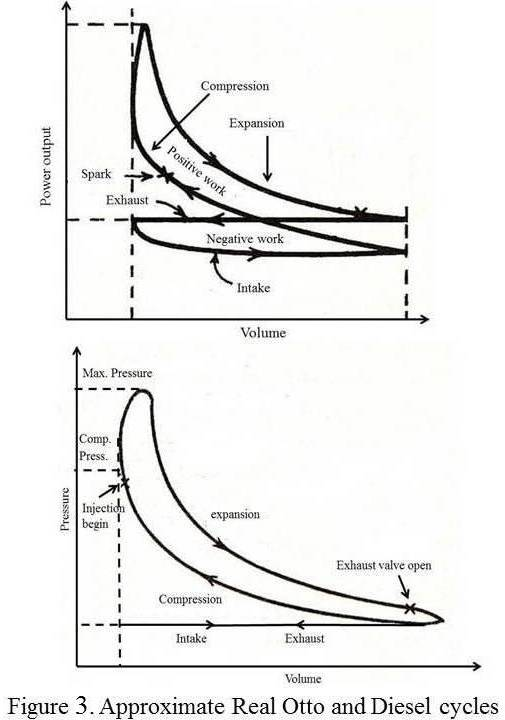 Power output
Compression
Expansion
Positive work
Spark
Exhaust
Negative work
Intake
Volume
Max. Pressure
Comp.
Press.
Pressure
Injection
begin
expansion
Exhaust valve open
Compression
Intake
Exhaust
Volume
Figure 3. Approximate Real Otto and Diesel cycles